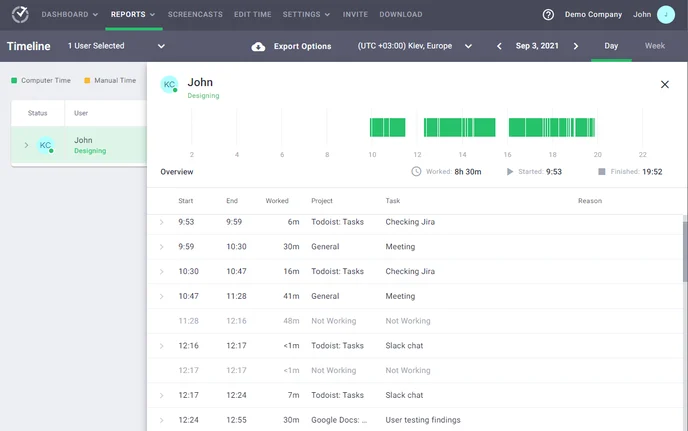 DASHBOARD REPORTS SCREENCASTS EDIT TIME SETTINGS INVITE DOWNLOAD Demo Company John J
Timeline 1 User Selected Export Options (UTC +03:00) Kiev, Europe Sep 3, 2021 Day Week
Computer Time Manual Time
Status User
KC John
Designing
KC John
Designing
2 4 6 8 10 12 14 16 18 20 22
Overview Worked: 8h 30m Started: 9:53 Finished: 19:52
Start End Worked Project Task Reason
9:53 9:59 6m Todoist: Tasks Checking Jira
9:59 10:30 30m General Meeting
10:30 10:47 16m Todoist: Tasks Checking Jira
10:47 11:28 41m General Meeting
11:28 12:16 48m Not Working Not Working
12:16 12:17 <1m Todoist: Tasks Slack chat
12:17 12:17 <1m Not Working Not Working
12:17 12:24 7m Todoist: Tasks Slack chat
12:24 12:55 30m Google Docs: ... User testing findings